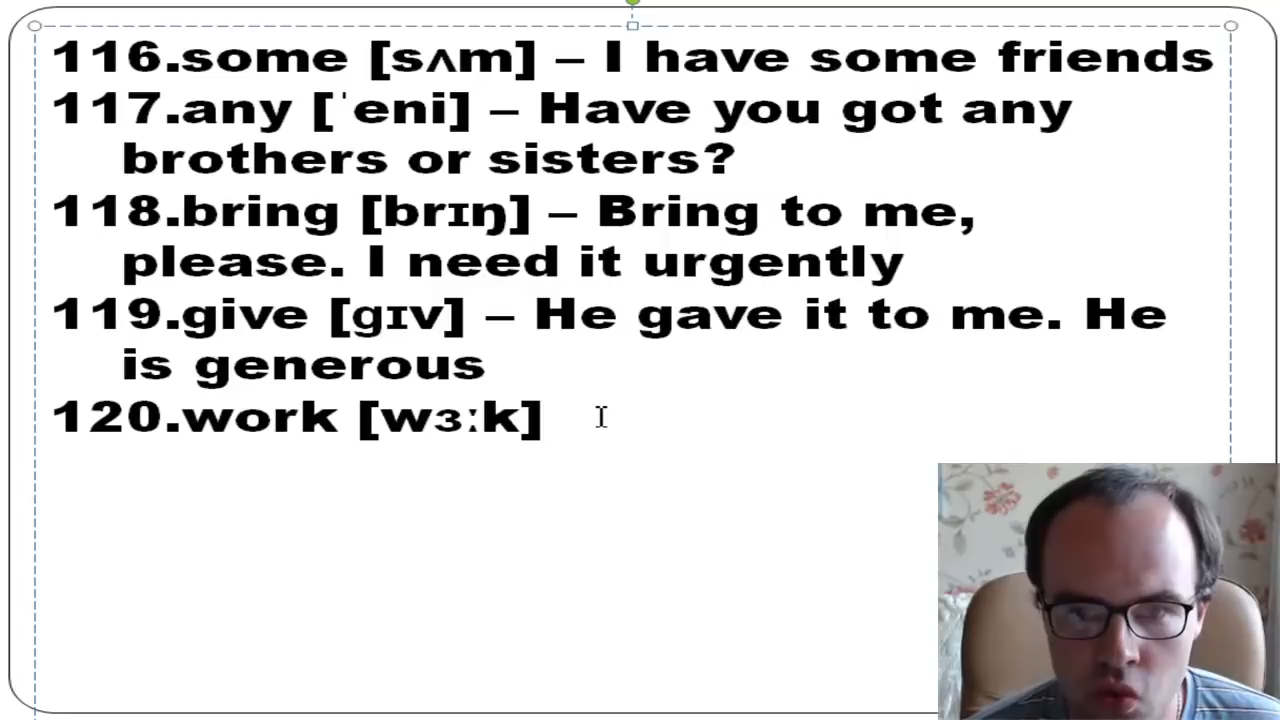 116.some [sʌm] – I have some friends
117.any [ˈeni] – Have you got any
brothers or sisters?
118.bring [brɪŋ] – Bring to me,
please. I need it urgently
119.give [gɪv] – He gave it to me. He
is generous
120.work [wɜːk]